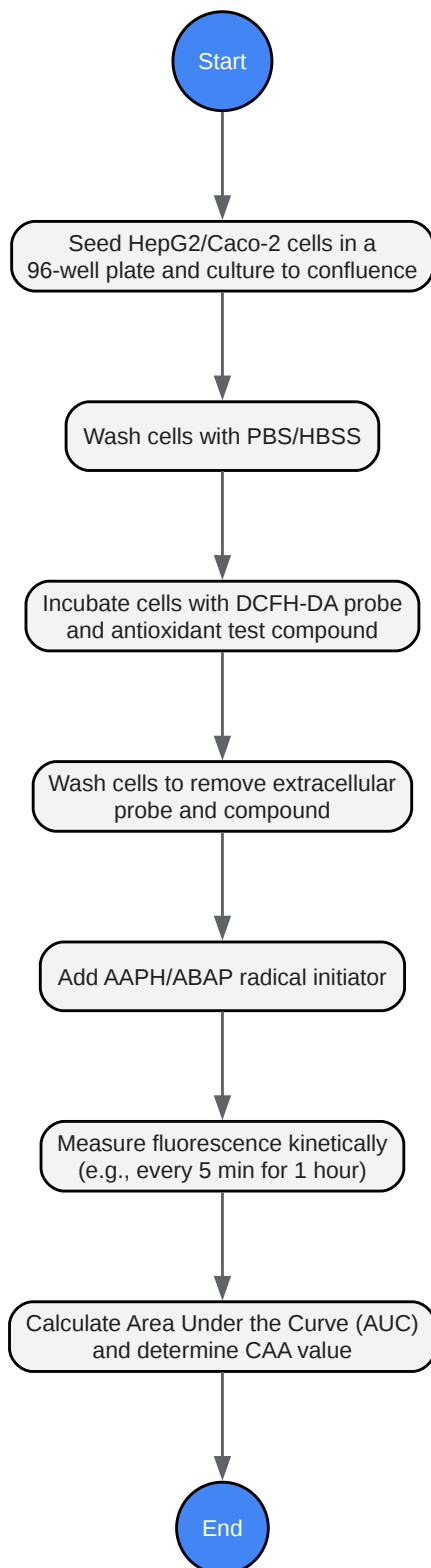 Start
Seed HepG2/Caco-2 cells in a
96-well plate and culture to confluence
Wash cells with PBS/HBSS
Incubate cells with DCFH-DA probe
and antioxidant test compound
Wash cells to remove extracellular
probe and compound
Add AAPH/ABAP radical initiator
Measure fluorescence kinetically
(e.g., every 5 min for 1 hour)
Calculate Area Under the Curve (AUC)
and determine CAA value
End